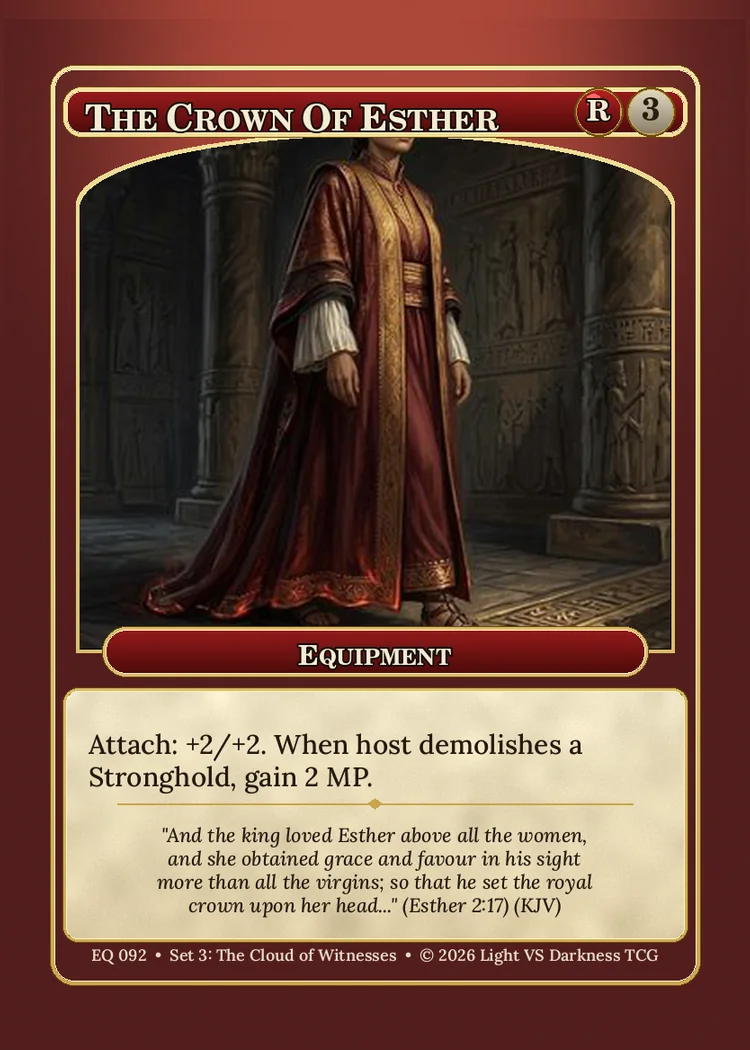 The Crown Of Esther
R 3
Equipment
Attach: +2/+2. When host demolishes a
Stronghold, gain 2 MP.
"And the king loved Esther above all the women,
and she obtained grace and favour in his sight
more than all the virgins; so that he set the royal
crown upon her head..." (Esther 2:17) (KJV)
EQ 092 • Set 3: The Cloud of Witnesses • © 2026 Light VS Darkness TCG